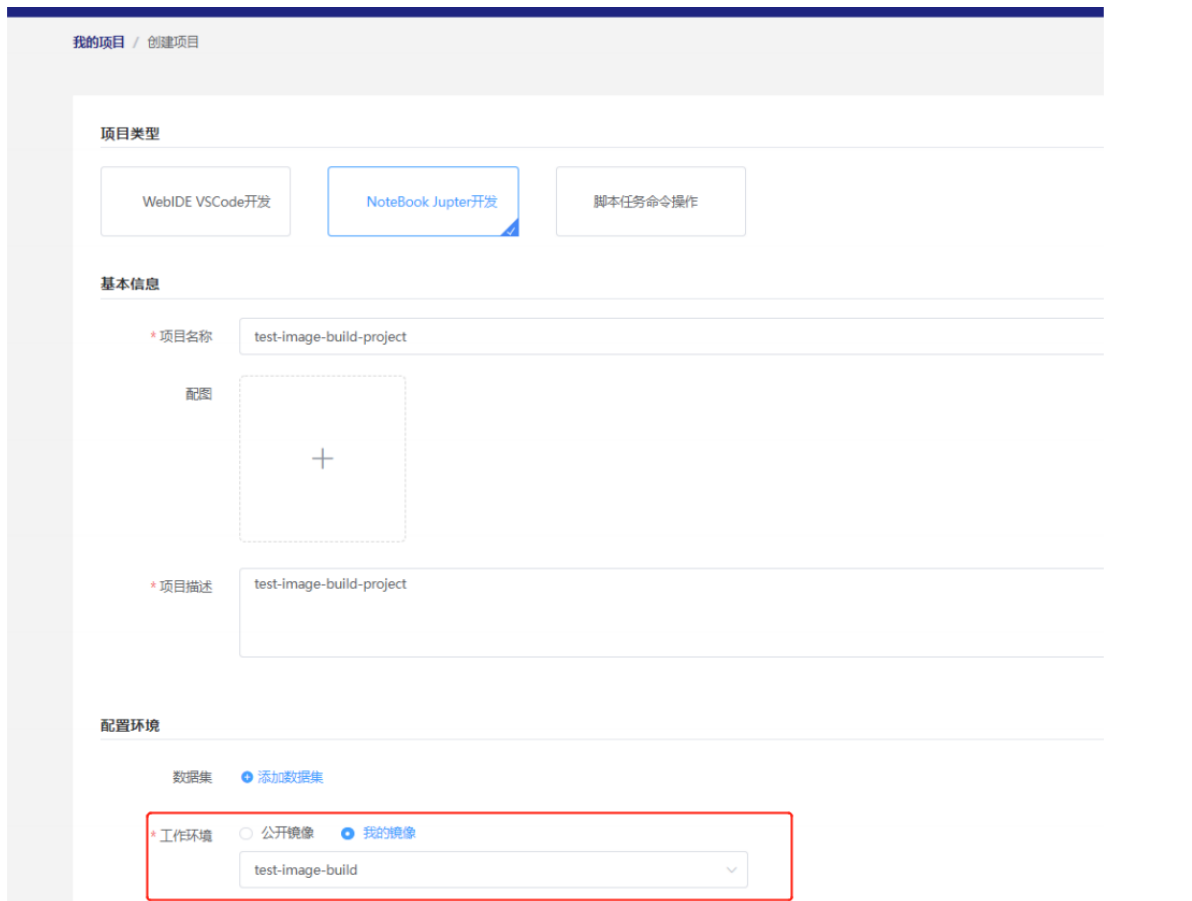 我的项目 / 创建项目
项目类型
WebIDE VSCode开发 NoteBook Jupter开发 脚本任务命令操作
基本信息
* 项目名称 test-image-build-project
配图
* 项目描述 test-image-build-project
配置环境
数据集 添加数据集
* 工作环境 公开镜像 我的镜像
test-image-build